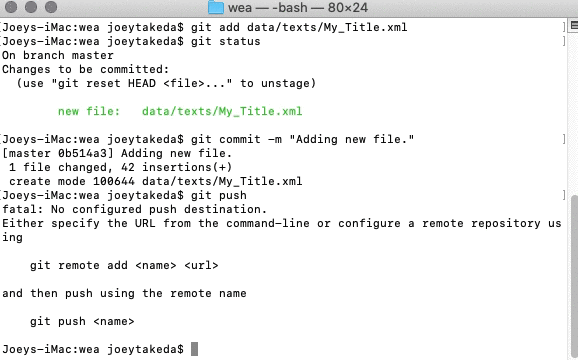 wea — -bash — 80×24
[Joeys-iMac:wea joeytakeda$ git add data/texts/My_Title.xml ]
[Joeys-iMac:wea joeytakeda$ git status ]
On branch master
Changes to be committed:
(use "git reset HEAD <file>..." to unstage)
new file: data/texts/My_Title.xml
[Joeys-iMac:wea joeytakeda$ git commit -m "Adding new file." ]
[master 0b514a3] Adding new file.
1 file changed, 42 insertions(+)
create mode 100644 data/texts/My_Title.xml
[Joeys-iMac:wea joeytakeda$ git push ]
fatal: No configured push destination.
Either specify the URL from the command-line or configure a remote repository us
ing
git remote add <name> <url>
and then push using the remote name
git push <name>
Joeys-iMac:wea joeytakeda$